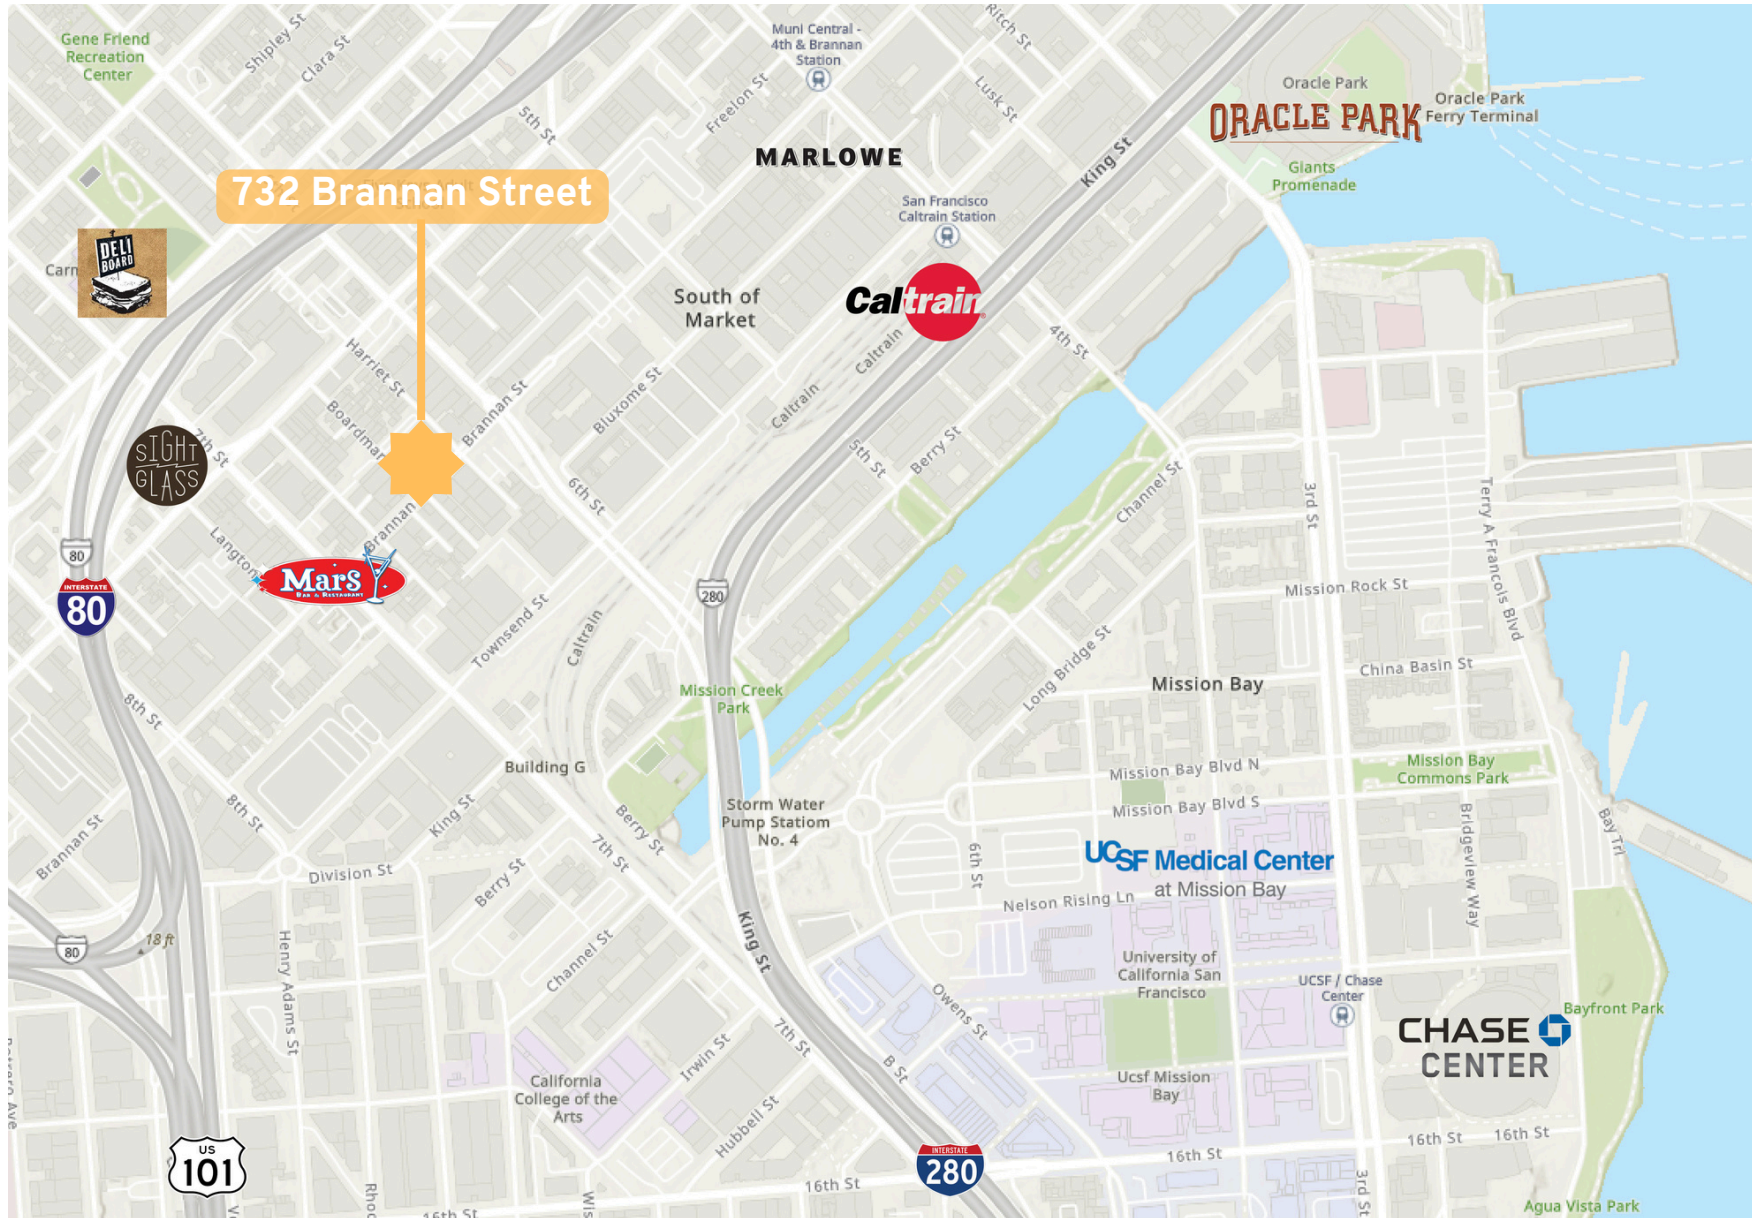 Gene Friend
Recreation
Center
Shipley St
Clara St
5th St
Muni Central -
4th & Brannan
Station
Freelon St
Ritch St
Lusk St
King St
Oracle Park
ORACLE PARK
Oracle Park
Ferry Terminal
Giants
Promenade
MARLOWE
732 Brannan Street
San Francisco
Caltrain Station
DELI
BOARD
Carn
South of
Market
Caltrain
Caltrain
Caltrain
4th St
Harriet St
Boardman
Brannan St
Bluxome St
SIGHT
GLASS
7th St
5th St
Berry St
Channel St
6th St
3rd St
Terry A Francois Blvd
Langton
Brannan
80
INTERSTATE
80
Mars
BAR & RESTAURANT
280
Mission Rock St
Townsend St
Caltrain
Long Bridge St
China Basin St
Mission Bay
Mission Creek
Park
8th St
Building G
Mission Bay Blvd N
Mission Bay
Commons Park
Mission Bay Blvd S
8th St
King St
Berry St
Storm Water
Pump Statiom
No. 4
Bridgeview Way
Bay Trl
Brannan St
7th St
6th St
UCSF Medical Center
at Mission Bay
Division St
Berry St
Nelson Rising Ln
King St
80
18 ft
Henry Adams St
Channel St
University of
California San
Francisco
UCSF / Chase
Center
Owens St
Bayfront Park
CHASE
CENTER
7th St
Irwin St
B St
California
College of the
Arts
Ucsf Mission
Bay
Hubbell St
16th St
16th St
16th St
US
101
INTERSTATE
280
16th St
3rd St
16th St
Agua Vista Park